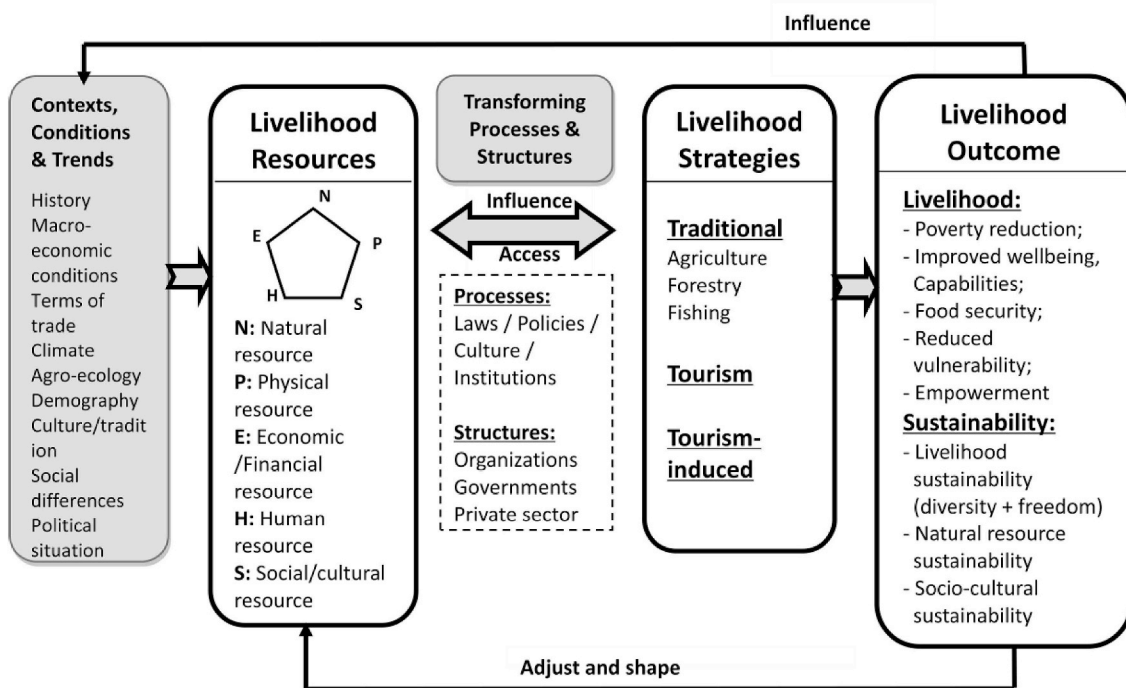 Influence
Contexts,
Conditions
& Trends
History
Macro-
economic
conditions
Terms of
trade
Climate
Agro-ecology
Demography
Culture/tradit
ion
Social
differences
Political
situation
Livelihood
Resources
N
E
P
H
S
N: Natural
resource
P: Physical
resource
E: Economic
/Financial
resource
H: Human
resource
S: Social/cultural
resource
Transforming
Processes &
Structures
Influence
Access
Processes:
Laws / Policies /
Culture /
Institutions
Structures:
Organizations
Governments
Private sector
Livelihood
Strategies
Traditional
Agriculture
Forestry
Fishing
Tourism
Tourism-
induced
Livelihood
Outcome
Livelihood:
- Poverty reduction;
- Improved wellbeing,
Capabilities;
- Food security;
- Reduced
vulnerability;
- Empowerment
Sustainability:
- Livelihood
sustainability
(diversity + freedom)
- Natural resource
sustainability
- Socio-cultural
sustainability
Adjust and shape